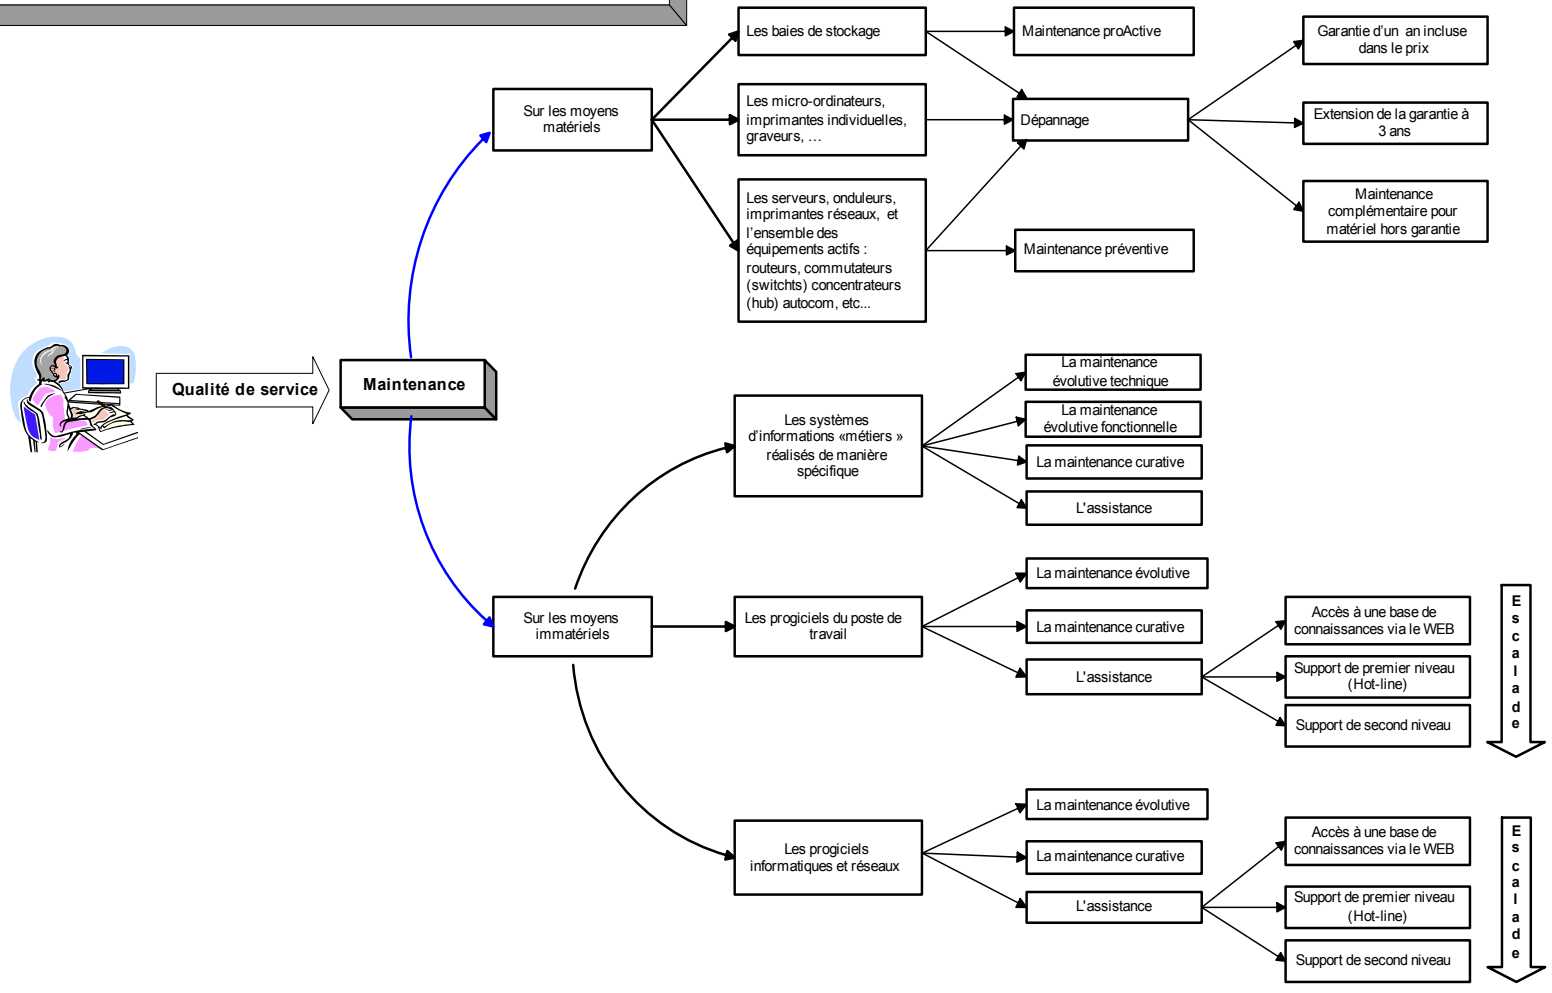 Les baies de stockage
Maintenance proActive
Garantie d'un an incluse
dans le prix
Sur les moyens
matériels
Les micro-ordinateurs,
imprimantes individuelles,
graveurs, …
Dépannage
Extension de la garantie à
3 ans
Les serveurs, onduleurs,
imprimantes réseaux, et
l'ensemble des
équipements actifs :
routeurs, commutateurs
(switchts) concentrateurs
(hub) autocom, etc...
Maintenance préventive
Maintenance
complémentaire pour
matériel hors garantie
Qualité de service
Maintenance
Les systèmes
d'informations «métiers »
réalisés de manière
spécifique
La maintenance
évolutive technique
La maintenance
évolutive fonctionnelle
La maintenance curative
L'assistance
Sur les moyens
immatériels
Les progiciels du poste de
travail
La maintenance évolutive
La maintenance curative
L'assistance
Accès à une base de
connaissances via le WEB
Support de premier niveau
(Hot-line)
Support de second niveau
Escalade
Les progiciels
informatiques et réseaux
La maintenance évolutive
La maintenance curative
L'assistance
Accès à une base de
connaissances via le WEB
Support de premier niveau
(Hot-line)
Support de second niveau
Escalade